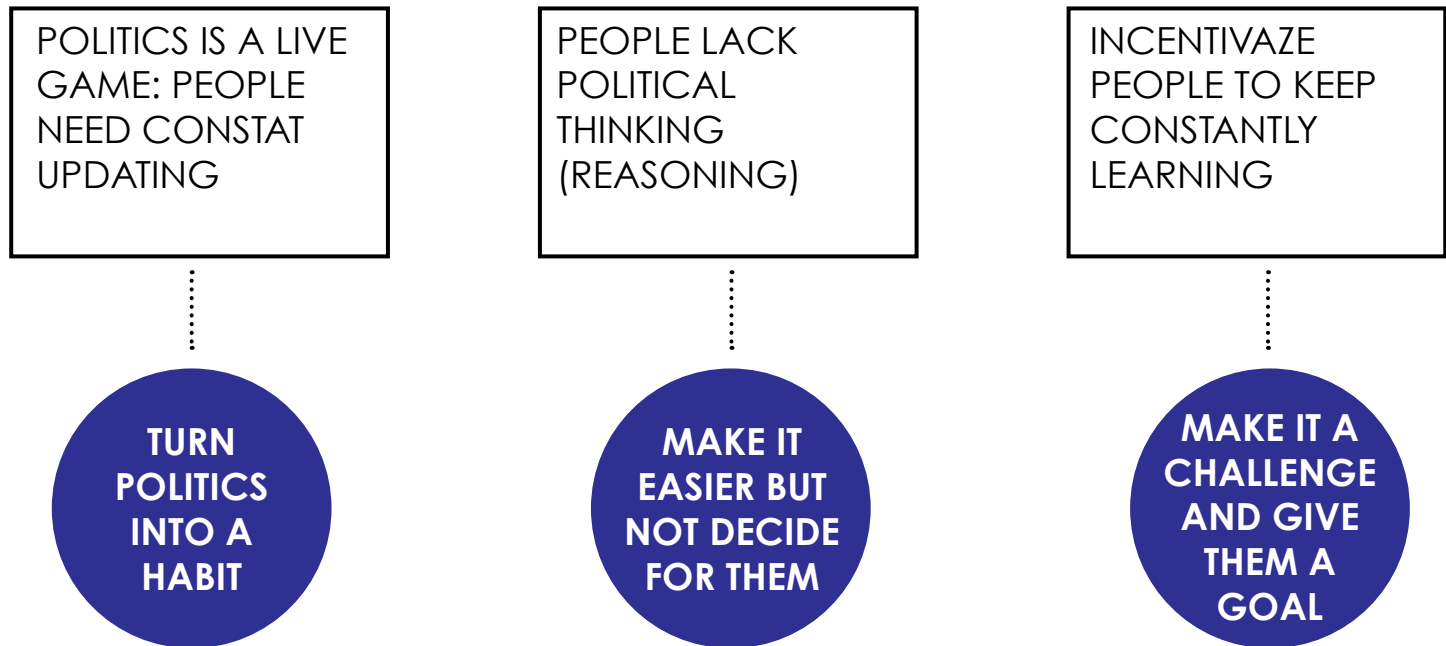 POLITICS IS A LIVE
GAME: PEOPLE
NEED CONSTAT
UPDATING
PEOPLE LACK
POLITICAL
THINKING
(REASONING)
INCENTIVAZE
PEOPLE TO KEEP
CONSTANTLY
LEARNING
TURN
POLITICS
INTO A
HABIT
MAKE IT
EASIER BUT
NOT DECIDE
FOR THEM
MAKE IT A
CHALLENGE
AND GIVE
THEM A
GOAL